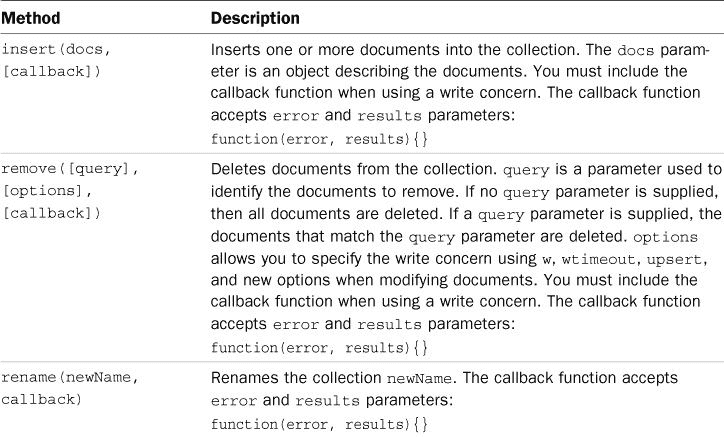 Method Description
insert(docs, Inserts one or more documents into the collection. The docs param-
[callback]) eter is an object describing the documents. You must include the
callback function when using a write concern. The callback function
accepts error and results parameters:
function(error, results){}
remove([query], Deletes documents from the collection. query is a parameter used to
[options], identify the documents to remove. If no query parameter is supplied,
[callback]) then all documents are deleted. If a query parameter is supplied, the
documents that match the query parameter are deleted. options
allows you to specify the write concern using w, wtimeout, upsert,
and new options when modifying documents. You must include the
callback function when using a write concern. The callback function
accepts error and results parameters:
function(error, results){}
rename(newName, Renames the collection newName. The callback function accepts
callback) error and results parameters:
function(error, results){}